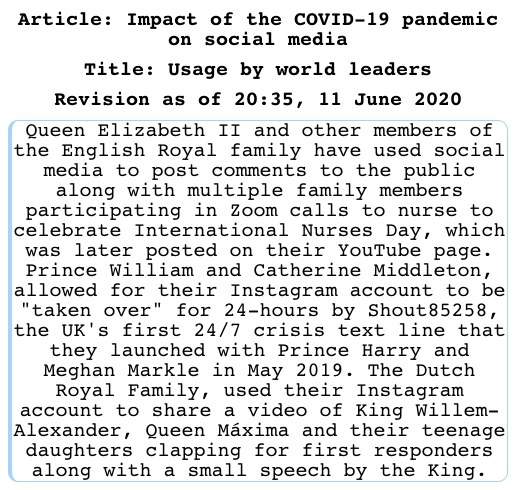 Article: Impact of the COVID-19 pandemic
on social media
Title: Usage by world leaders
Revision as of 20:35, 11 June 2020
Queen Elizabeth II and other members of
the English Royal family have used social
media to post comments to the public
along with multiple family members
participating in Zoom calls to nurse to
celebrate International Nurses Day, which
was later posted on their YouTube page.
Prince William and Catherine Middleton,
allowed for their Instagram account to be
"taken over" for 24-hours by Shout85258,
the UK's first 24/7 crisis text line that
they launched with Prince Harry and
Meghan Markle in May 2019. The Dutch
Royal Family, used their Instagram
account to share a video of King Willem-
Alexander, Queen Máxima and their teenage
daughters clapping for first responders
along with a small speech by the King.